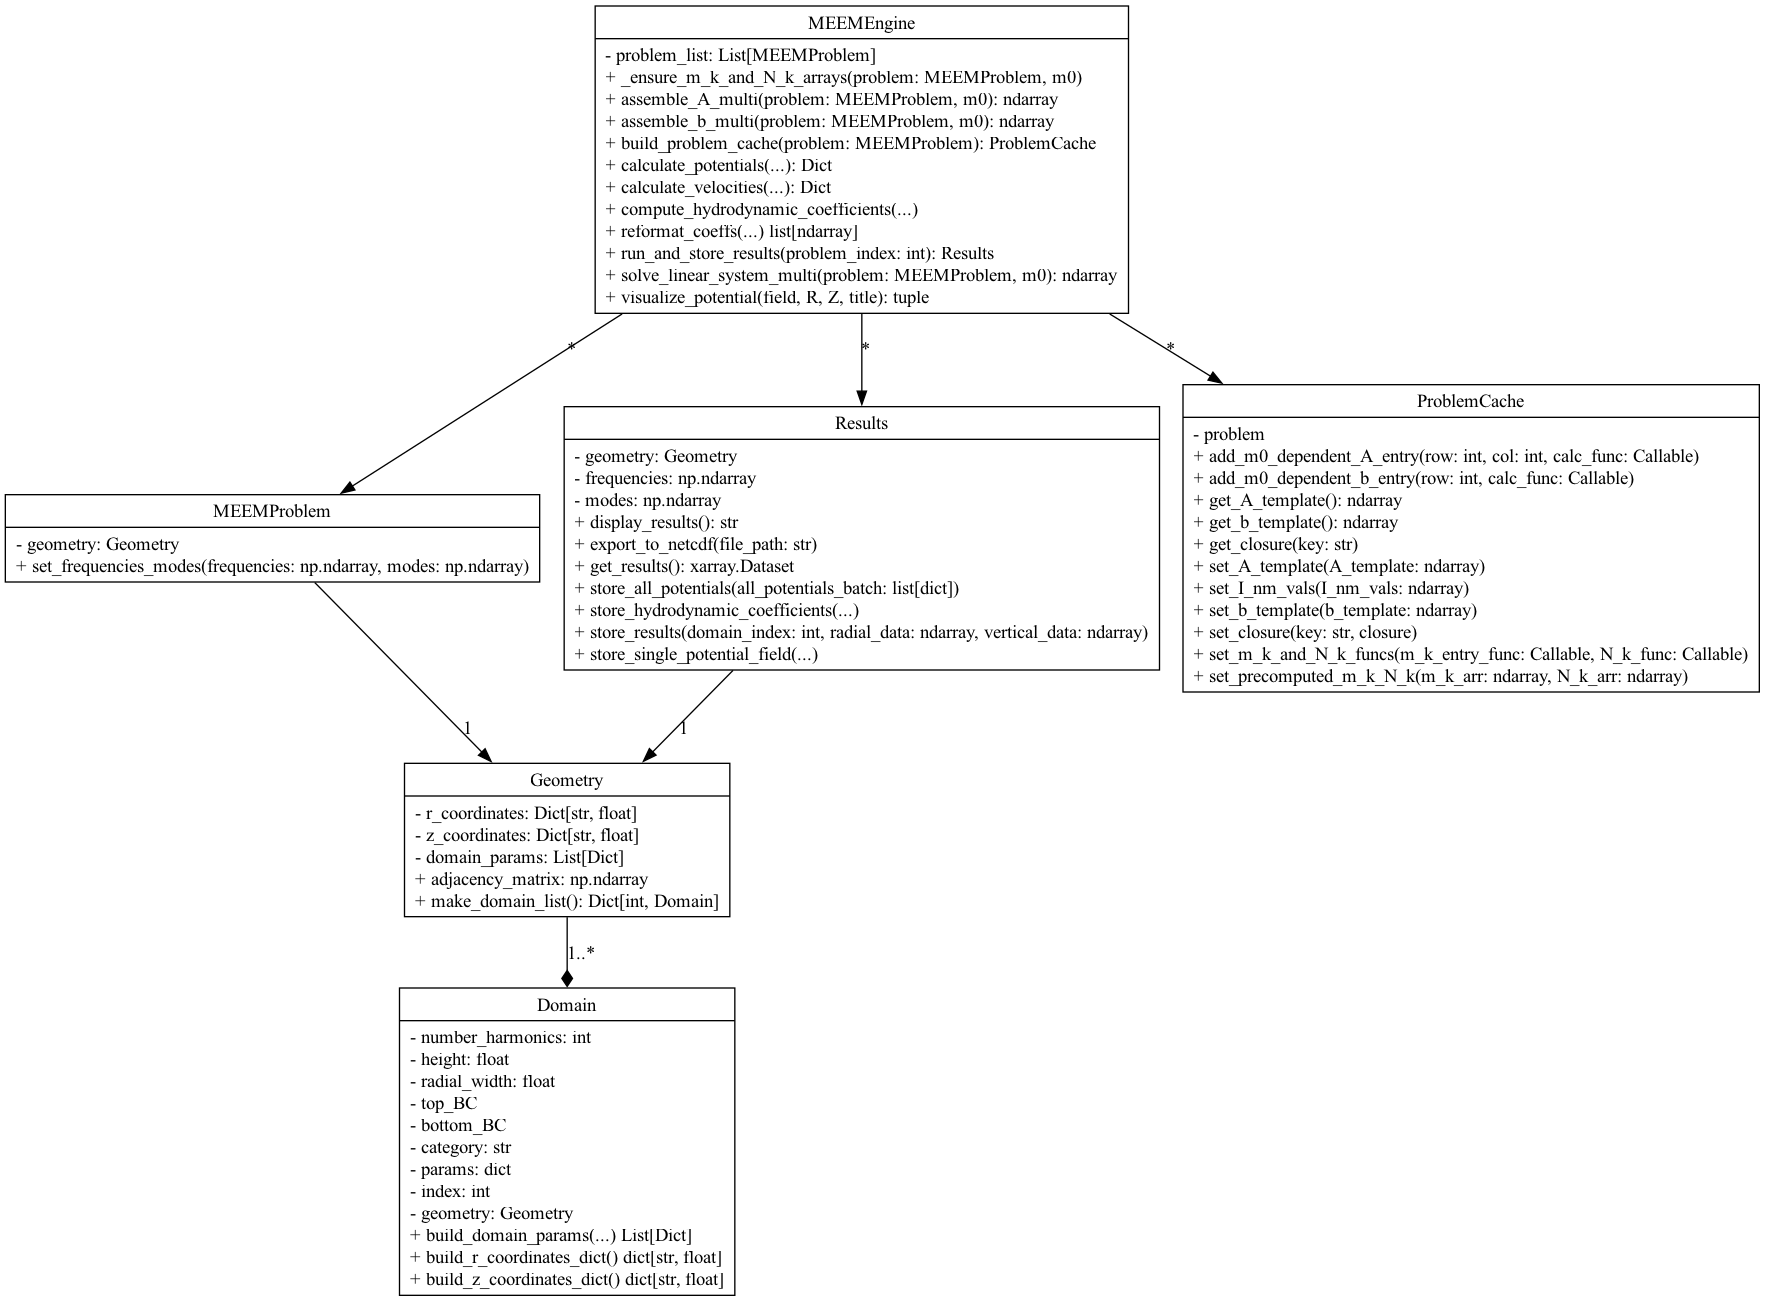 MEEMEngine
- problem_list: List[MEEMProblem]
+ _ensure_m_k_and_N_k_arrays(problem: MEEMProblem, m0)
+ assemble_A_multi(problem: MEEMProblem, m0): ndarray
+ assemble_b_multi(problem: MEEMProblem, m0): ndarray
+ build_problem_cache(problem: MEEMProblem): ProblemCache
+ calculate_potentials(...): Dict
+ calculate_velocities(...): Dict
+ compute_hydrodynamic_coefficients(...)
+ reformat_coeffs(...) list[ndarray]
+ run_and_store_results(problem_index: int): Results
+ solve_linear_system_multi(problem: MEEMProblem, m0): ndarray
+ visualize_potential(field, R, Z, title): tuple
*
*
*
MEEMProblem
- geometry: Geometry
+ set_frequencies_modes(frequencies: np.ndarray, modes: np.ndarray)
Results
- geometry: Geometry
- frequencies: np.ndarray
- modes: np.ndarray
+ display_results(): str
+ export_to_netcdf(file_path: str)
+ get_results(): xarray.Dataset
+ store_all_potentials(all_potentials_batch: list[dict])
+ store_hydrodynamic_coefficients(...)
+ store_results(domain_index: int, radial_data: ndarray, vertical_data: ndarray)
+ store_single_potential_field(...)
ProblemCache
- problem
+ add_m0_dependent_A_entry(row: int, col: int, calc_func: Callable)
+ add_m0_dependent_b_entry(row: int, calc_func: Callable)
+ get_A_template(): ndarray
+ get_b_template(): ndarray
+ get_closure(key: str)
+ set_A_template(A_template: ndarray)
+ set_I_nm_vals(I_nm_vals: ndarray)
+ set_b_template(b_template: ndarray)
+ set_closure(key: str, closure)
+ set_m_k_and_N_k_funcs(m_k_entry_func: Callable, N_k_func: Callable)
+ set_precomputed_m_k_N_k(m_k_arr: ndarray, N_k_arr: ndarray)
1
1
Geometry
- r_coordinates: Dict[str, float]
- z_coordinates: Dict[str, float]
- domain_params: List[Dict]
+ adjacency_matrix: np.ndarray
+ make_domain_list(): Dict[int, Domain]
1..*
Domain
- number_harmonics: int
- height: float
- radial_width: float
- top_BC
- bottom_BC
- category: str
- params: dict
- index: int
- geometry: Geometry
+ build_domain_params(...) List[Dict]
+ build_r_coordinates_dict() dict[str, float]
+ build_z_coordinates_dict() dict[str, float]